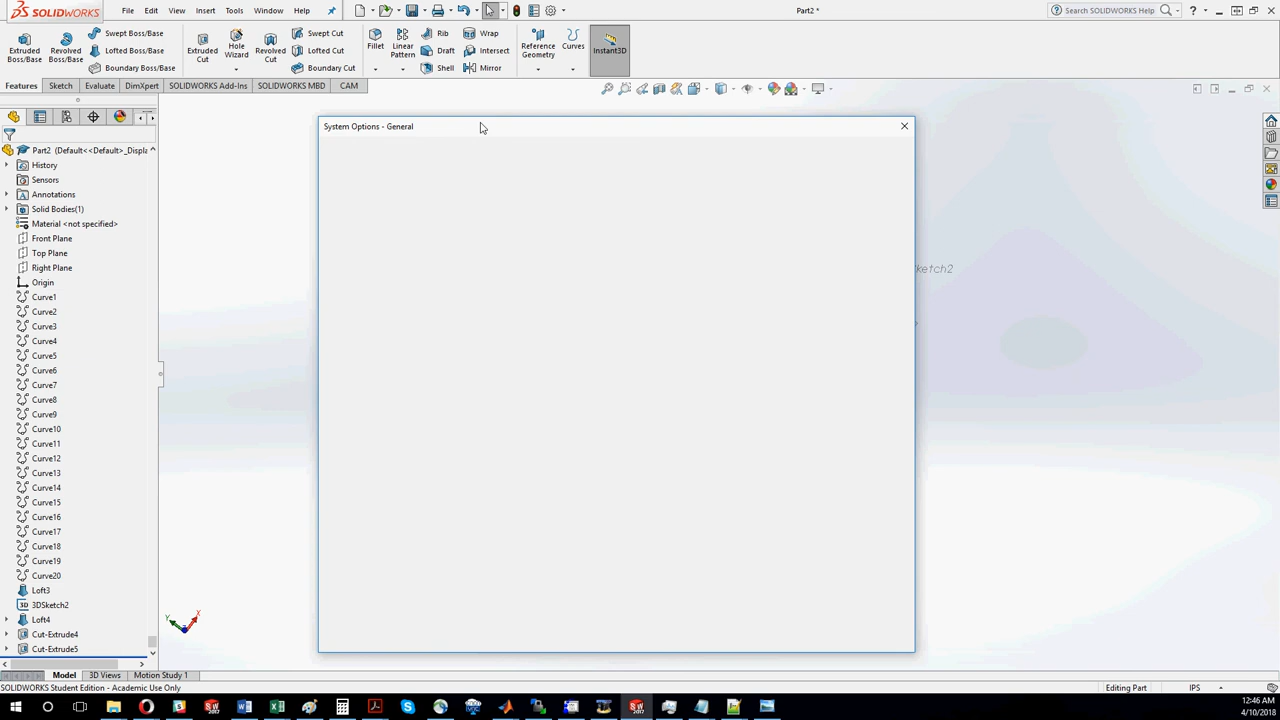 SOLIDWORKS
File Edit View Insert Tools Window Help
Part2 *
Search SOLIDWORKS Help
Extruded Boss/Base
Revolved Boss/Base
Swept Boss/Base
Lofted Boss/Base
Boundary Boss/Base
Extruded Cut
Hole Wizard
Revolved Cut
Swept Cut
Lofted Cut
Boundary Cut
Fillet
Linear Pattern
Rib
Draft
Shell
Wrap
Intersect
Mirror
Reference Geometry
Curves
Instant3D
Features Sketch Evaluate DimXpert SOLIDWORKS Add-Ins SOLIDWORKS MBD CAM
System Options - General
Part2 (Default<<Default>_Displa
History
Sensors
Annotations
Solid Bodies(1)
Material <not specified>
Front Plane
Top Plane
Right Plane
Origin
Curve1
Curve2
Curve3
Curve4
Curve5
Curve6
Curve7
Curve8
Curve9
Curve10
Curve11
Curve12
Curve13
Curve14
Curve15
Curve16
Curve17
Curve18
Curve19
Curve20
Loft3
3D 3DSketch2
Loft4
Cut-Extrude4
Cut-Extrude5
ketch2
Y X
Model 3D Views Motion Study 1
SOLIDWORKS Student Edition - Academic Use Only
Editing Part IPS
12:46 AM
4/10/2018